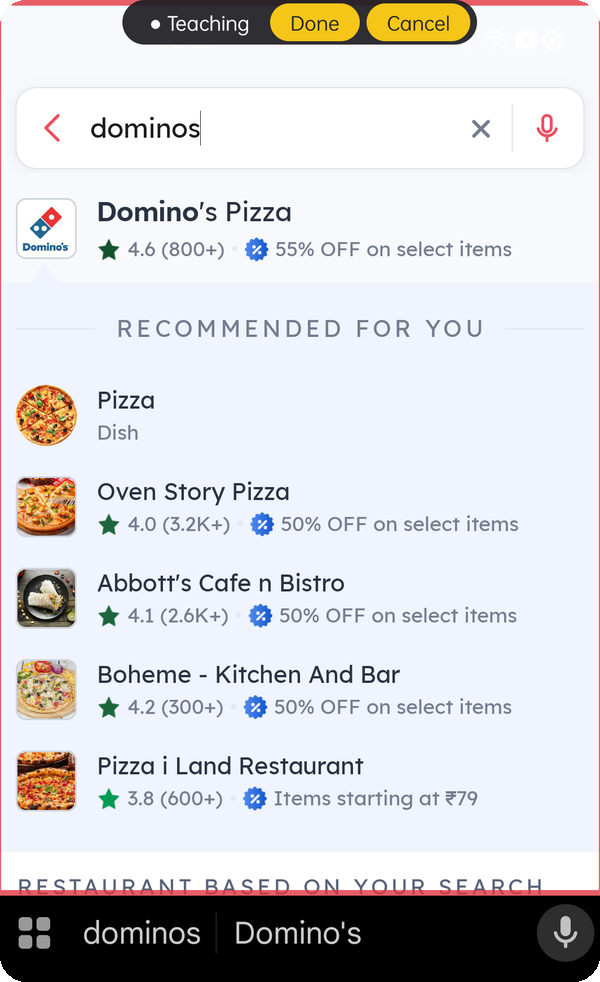 Teaching
Done
Cancel
dominos
Domino's Pizza
Domino's
4.6 (800+) • 55% OFF on select items
RECOMMENDED FOR YOU
Pizza
Dish
Oven Story Pizza
4.0 (3.2K+) • 50% OFF on select items
Abbott's Cafe n Bistro
4.1 (2.6K+) • 50% OFF on select items
Boheme - Kitchen And Bar
4.2 (300+) • 50% OFF on select items
Pizza i Land Restaurant
3.8 (600+) • Items starting at ₹79
RESTAURANT BASED ON YOUR SEARCH
dominos
Domino's